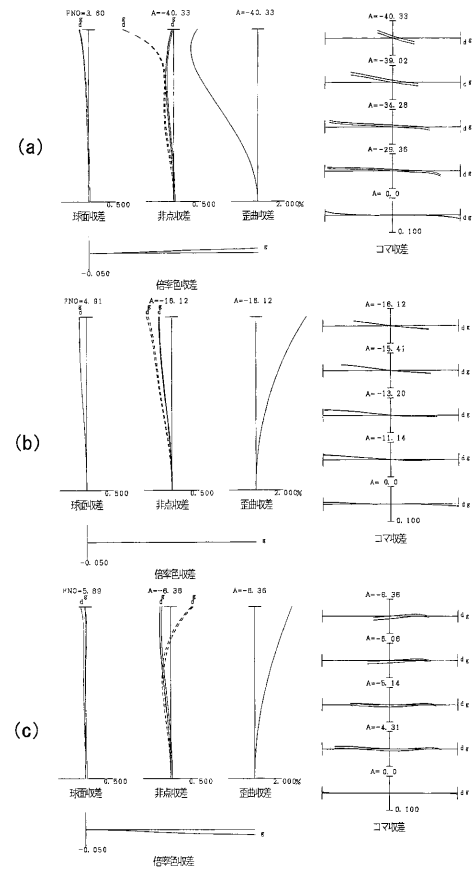 FNO=3.60
g
d
A=-40.33
g
d
g
d
A=-40.33
A=-40.33
d g
A=-39.02
d g
A=-34.28
d g
(a)
A=-29.36
d g
A=0.0
d g
0.500
球面収差
0.500
非点収差
2.000%
歪曲収差
0.100
コマ収差
g
-0.050
倍率色収差
FNO=4.91
g
d
A=-16.12
g
d
g
d
A=-16.12
A=-16.12
d g
A=-15.41
d g
A=-13.20
d g
(b)
A=-11.14
d g
A=0.0
d g
0.500
球面収差
0.500
非点収差
2.000%
歪曲収差
0.100
コマ収差
g
-0.050
倍率色収差
FNO=5.89
g
d
A=-6.36
g
d
g
d
A=-6.36
A=-6.36
d g
A=-6.06
d g
A=-5.14
d g
(c)
A=-4.31
d g
A=0.0
d g
0.500
球面収差
0.500
非点収差
2.000%
歪曲収差
0.100
コマ収差
g
-0.050
倍率色収差